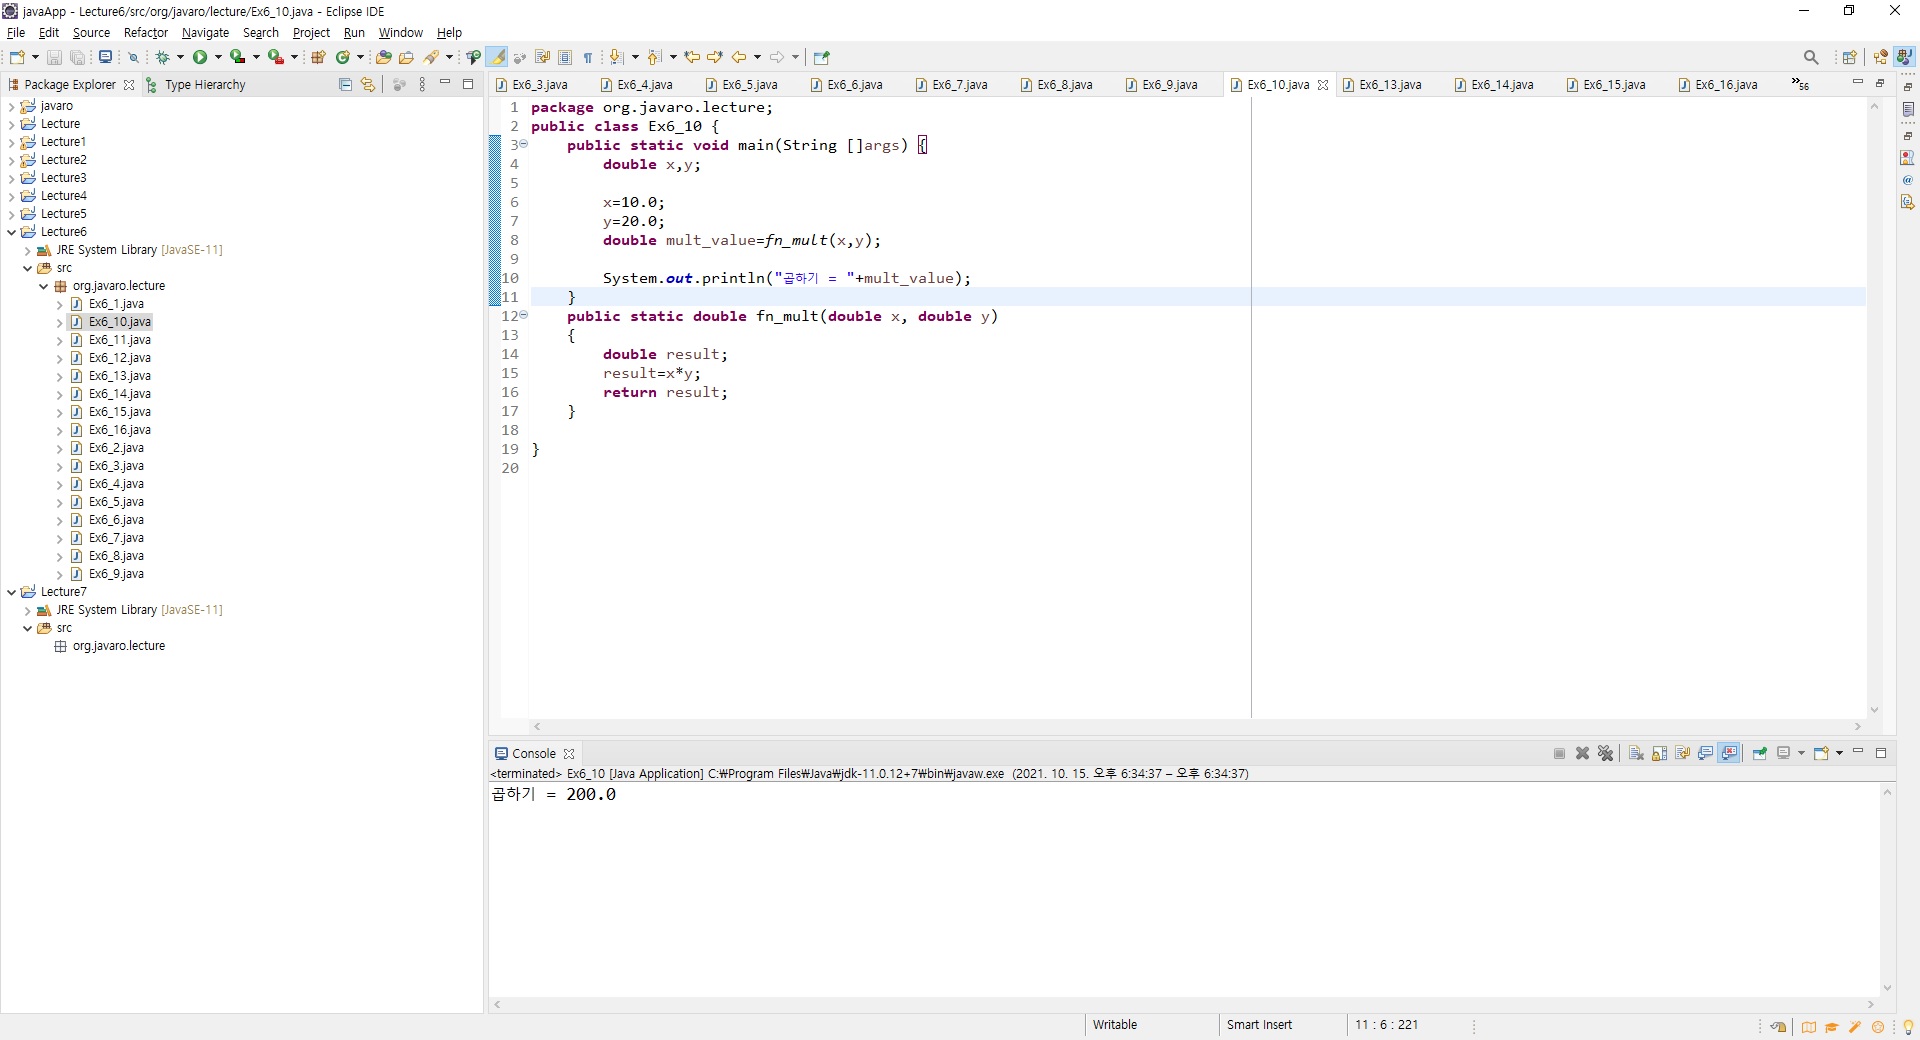 javaApp - Lecture6/src/org/javaro/lecture/Ex6_10.java - Eclipse IDE
File Edit Source Refactor Navigate Search Project Run Window Help
Package Explorer Type Hierarchy
javaro
Lecture
Lecture1
Lecture2
Lecture3
Lecture4
Lecture5
Lecture6
JRE System Library [JavaSE-11]
src
org.javaro.lecture
Ex6_1.java
Ex6_10.java
Ex6_11.java
Ex6_12.java
Ex6_13.java
Ex6_14.java
Ex6_15.java
Ex6_16.java
Ex6_2.java
Ex6_3.java
Ex6_4.java
Ex6_5.java
Ex6_6.java
Ex6_7.java
Ex6_8.java
Ex6_9.java
Lecture7
JRE System Library [JavaSE-11]
src
org.javaro.lecture
Ex6_3.java Ex6_4.java Ex6_5.java Ex6_6.java Ex6_7.java Ex6_8.java Ex6_9.java Ex6_10.java Ex6_13.java Ex6_14.java Ex6_15.java Ex6_16.java »56
1 package org.javaro.lecture;
2 public class Ex6_10 {
3 public static void main(String []args) {
4 double x,y;
5
6 x=10.0;
7 y=20.0;
8 double mult_value=fn_mult(x,y);
9
10 System.out.println("곱하기 = "+mult_value);
11 }
12 public static double fn_mult(double x, double y)
13 {
14 double result;
15 result=x*y;
16 return result;
17 }
18
19 }
20
Console
<terminated> Ex6_10 [Java Application] C:₩Program Files₩Java₩jdk-11.0.12+7₩bin₩javaw.exe (2021. 10. 15. 오후 6:34:37 – 오후 6:34:37)
곱하기 = 200.0
Writable Smart Insert 11 : 6 : 221